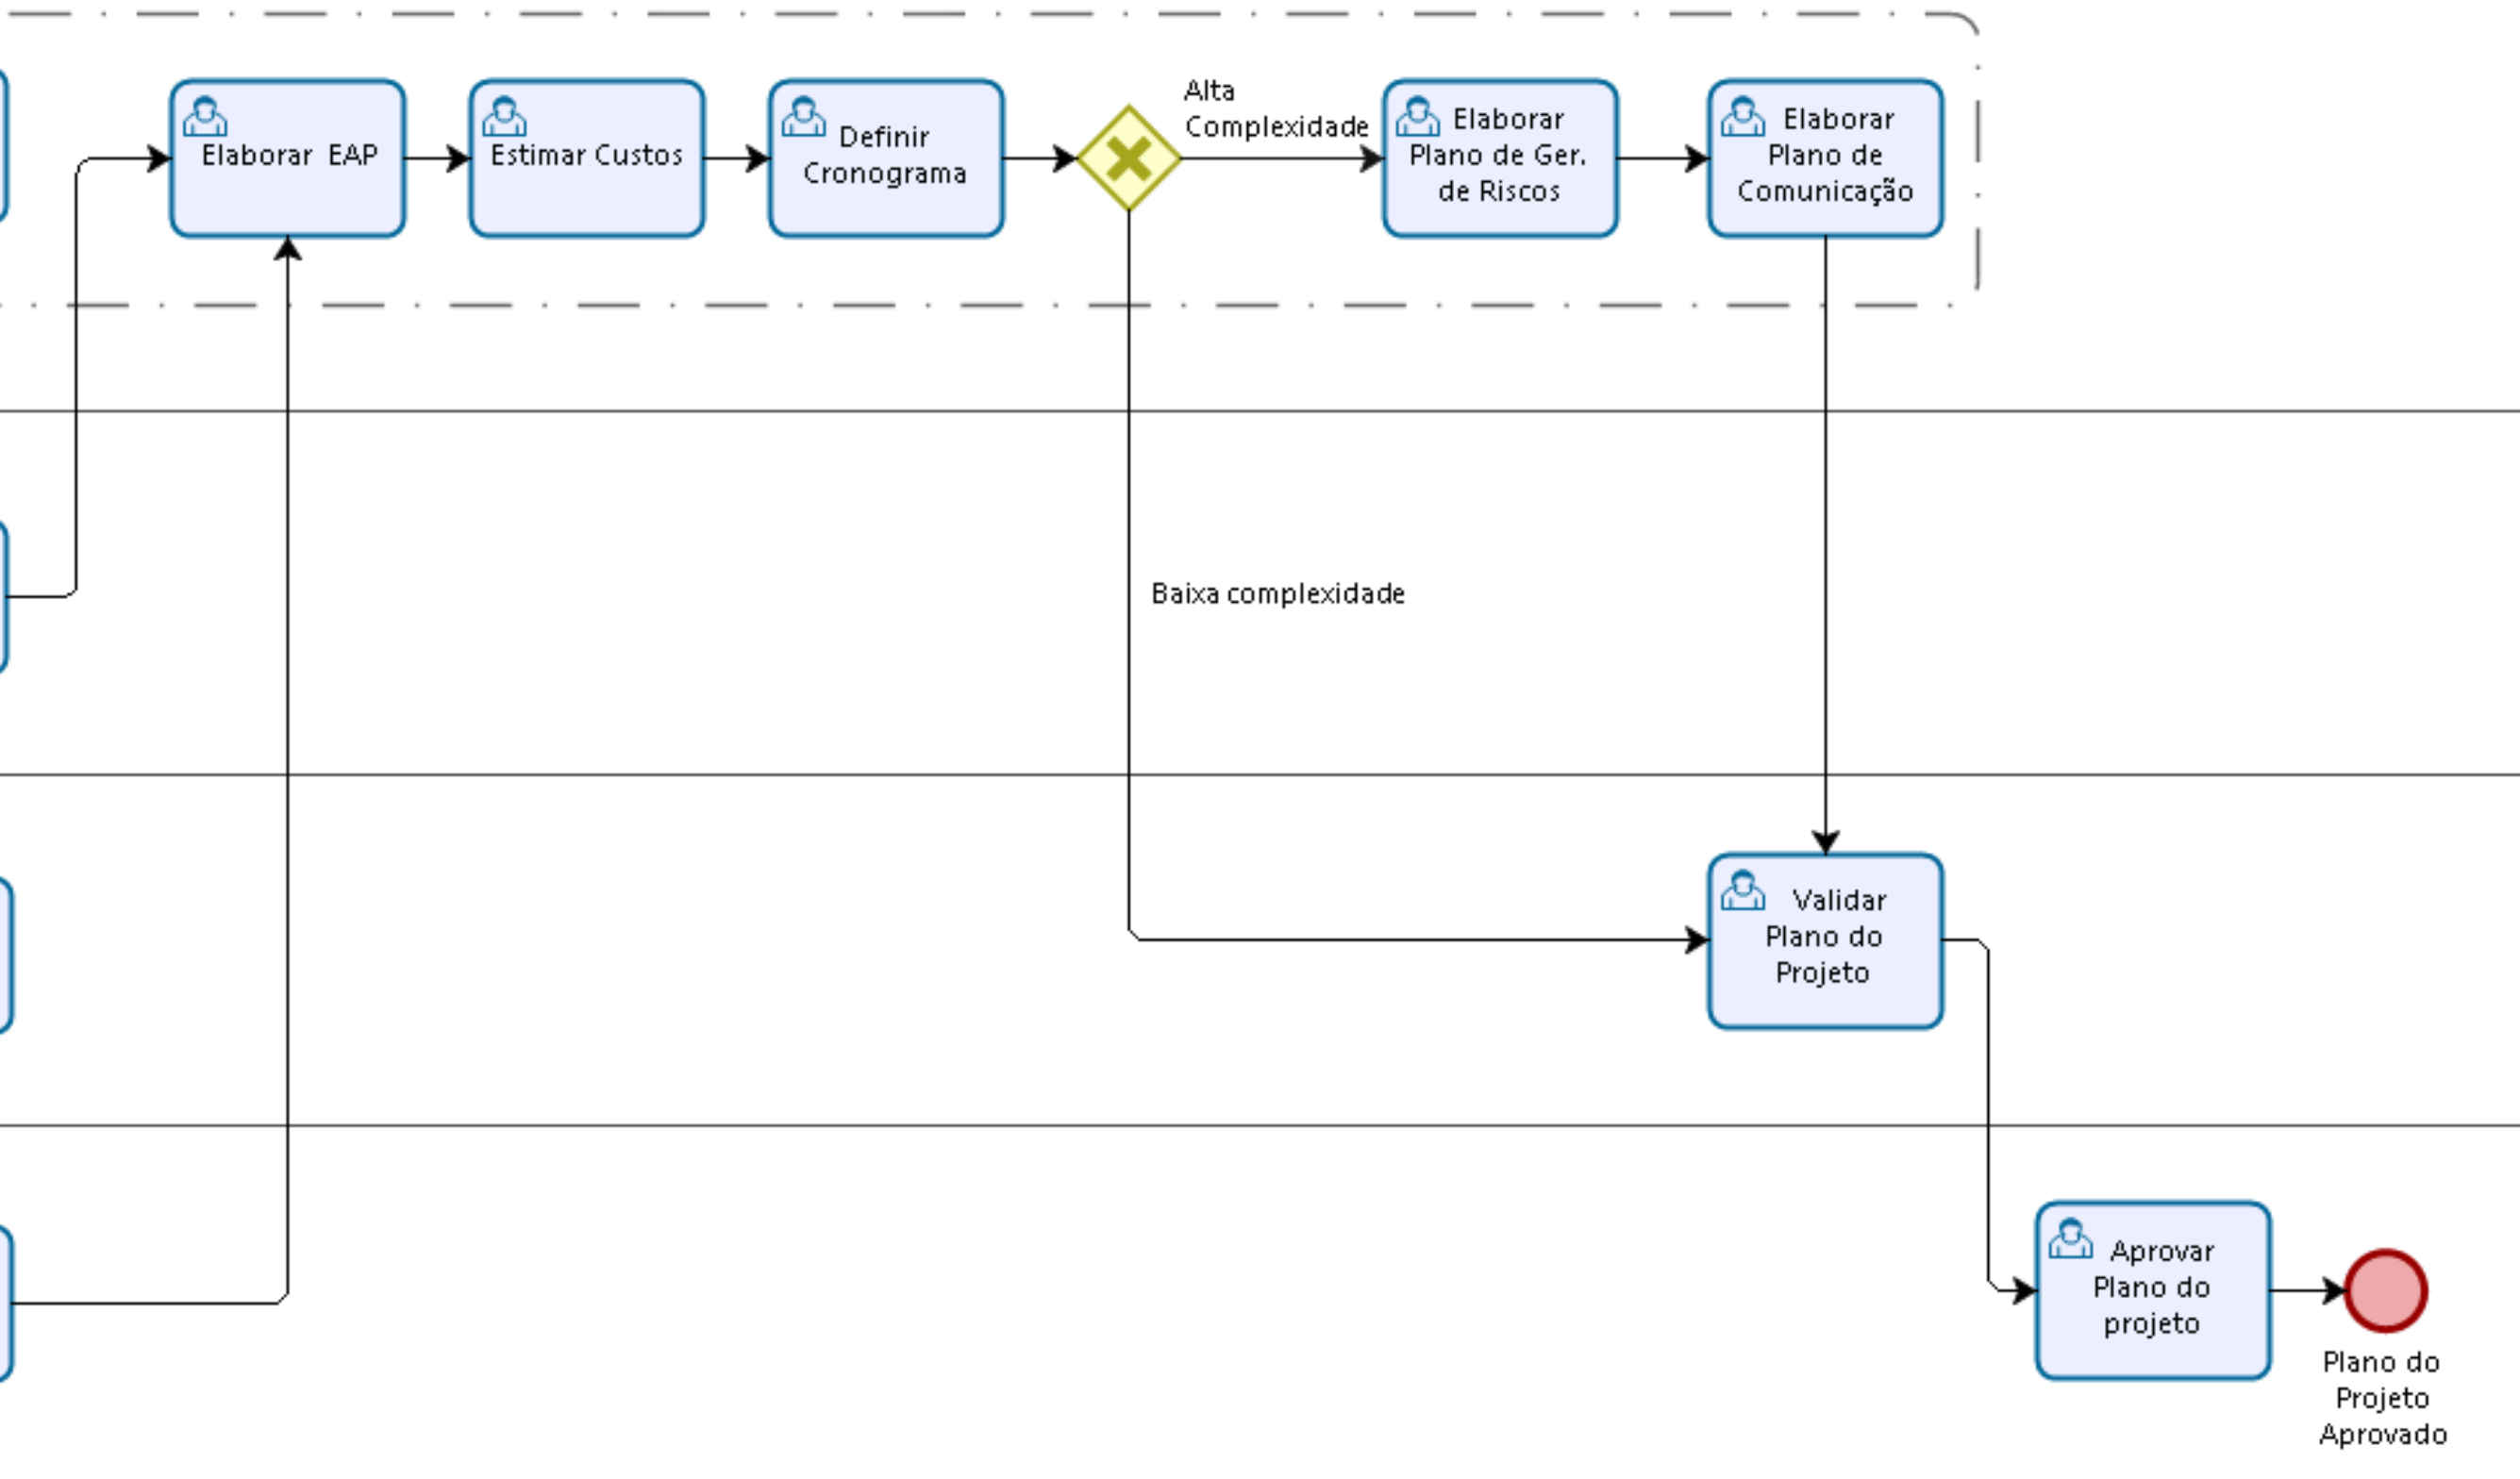 Elaborar EAP
Estimar Custos
Definir
Cronograma
Alta
Complexidade
Elaborar
Plano de Ger.
de Riscos
Elaborar
Plano de
Comunicação
Baixa complexidade
Validar
Plano do
Projeto
Aprovar
Plano do
projeto
Plano do
Projeto
Aprovado